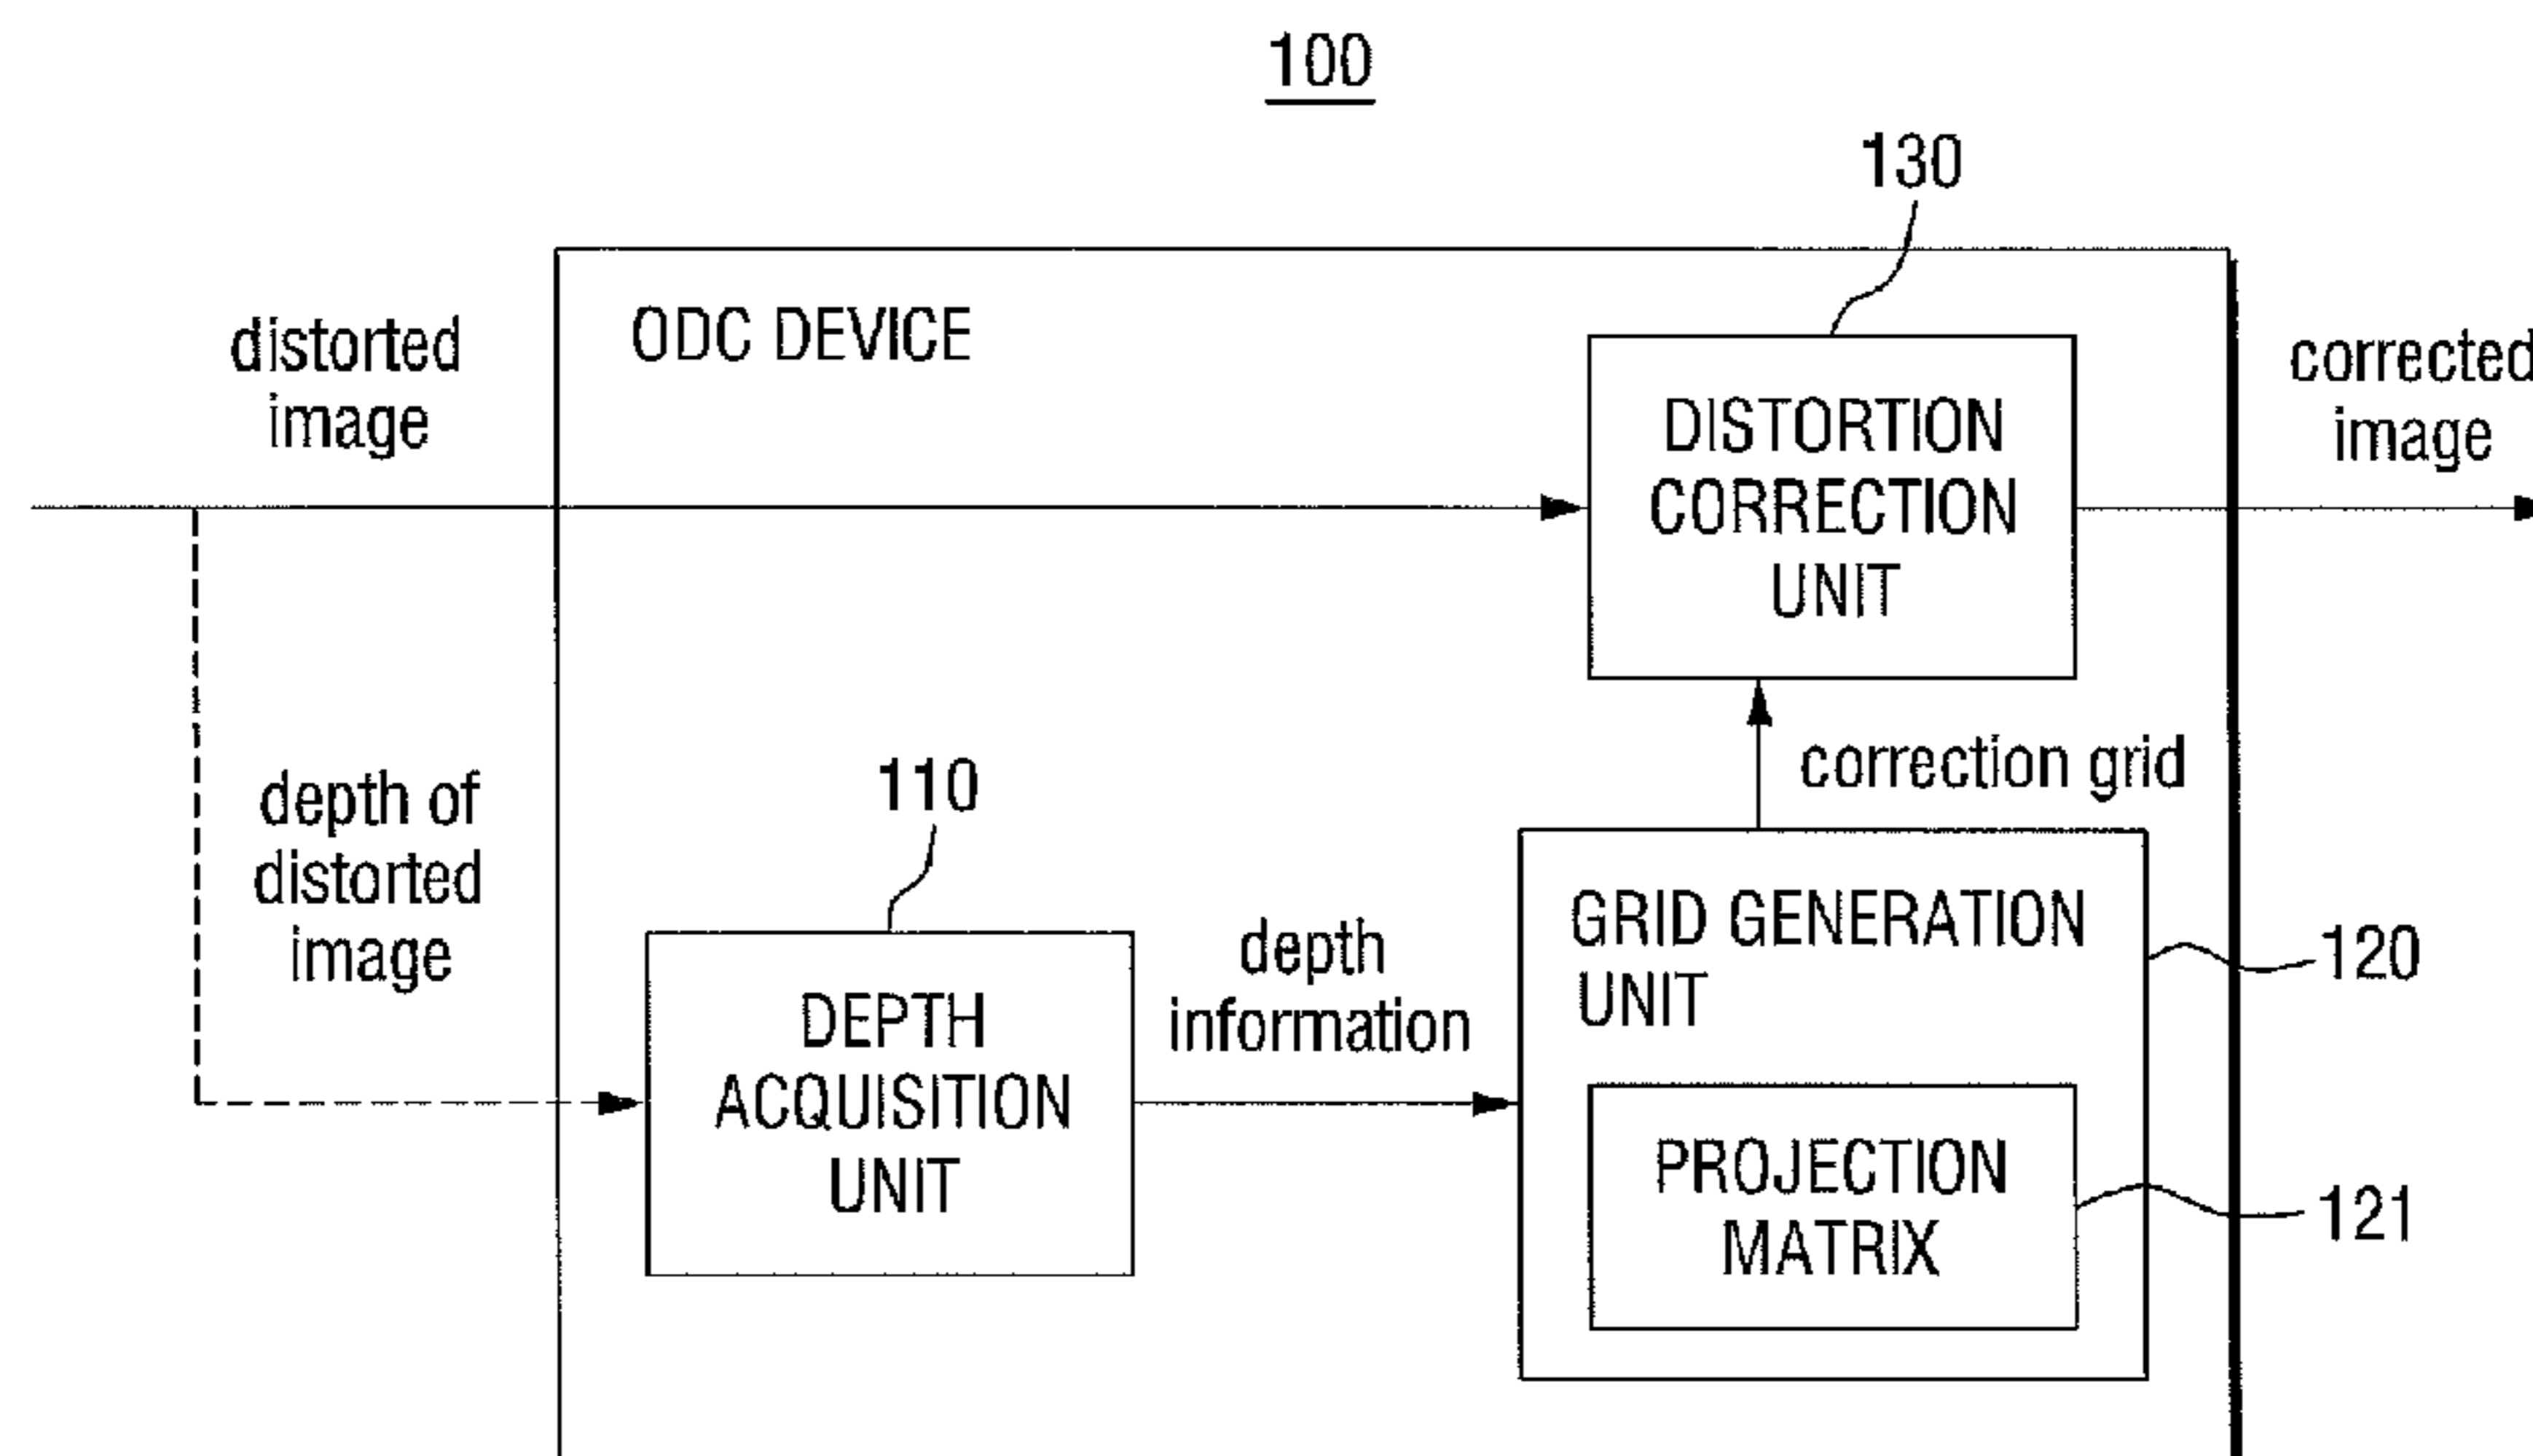 100
130
ODC DEVICE
distorted
image
DISTORTION
CORRECTION
UNIT
corrected
image
correction grid
depth of
distorted
image
110
DEPTH
ACQUISITION
UNIT
depth
information
GRID GENERATION
UNIT
120
PROJECTION
MATRIX
121